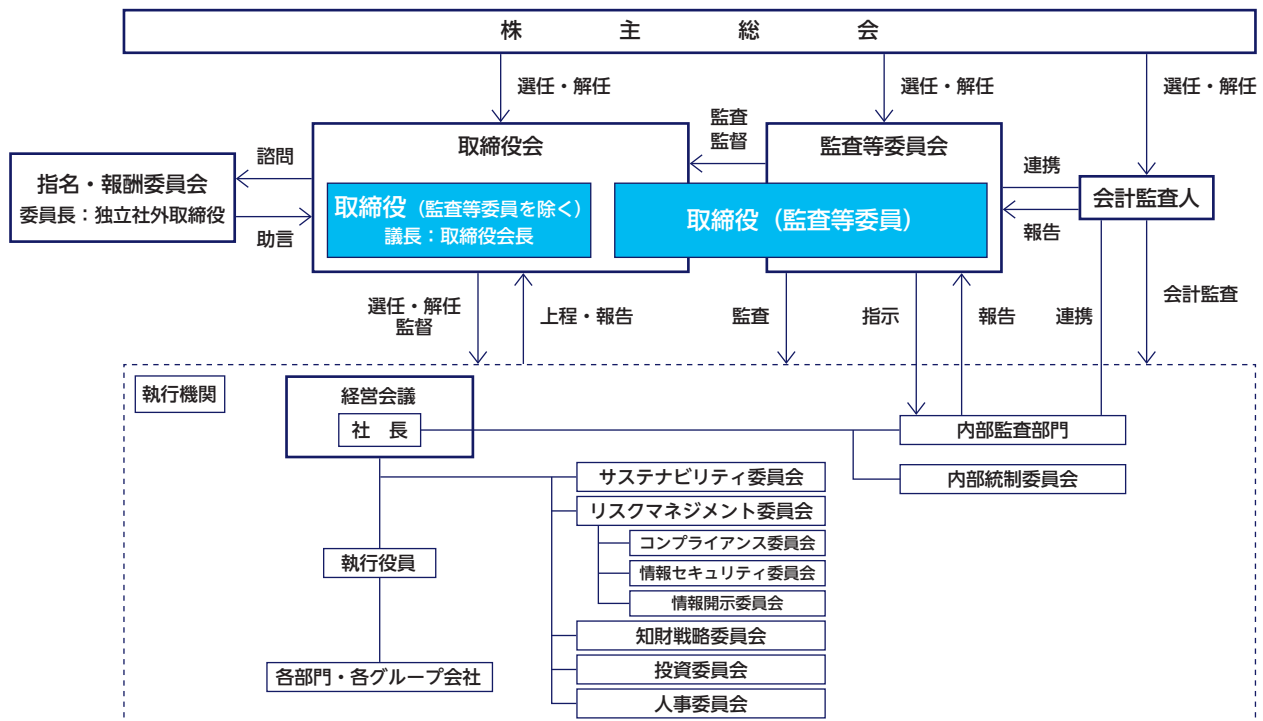 株主総会
選任・解任
選任・解任
選任・解任
監査
監督
取締役会
監査等委員会
指名・報酬委員会
委員長：独立社外取締役
諮問
助言
取締役（監査等委員を除く）
議長：取締役会長
取締役（監査等委員）
連携
報告
会計監査人
選任・解任
監督
上程・報告
監査
指示
報告
連携
会計監査
執行機関
経営会議
社　長
内部監査部門
内部統制委員会
サステナビリティ委員会
リスクマネジメント委員会
コンプライアンス委員会
情報セキュリティ委員会
情報開示委員会
執行役員
知財戦略委員会
各部門・各グループ会社
投資委員会
人事委員会